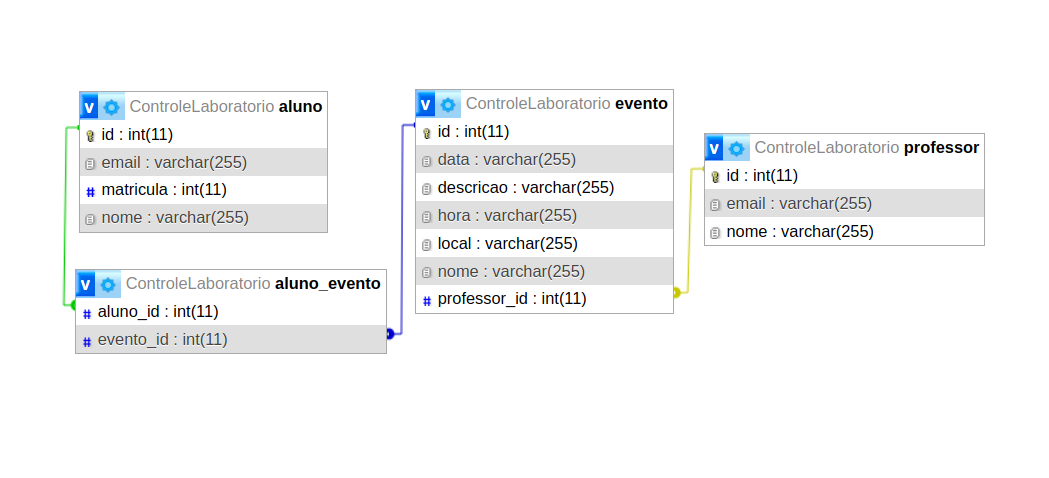 v ControleLaboratorio aluno
id : int(11)
email : varchar(255)
# matricula : int(11)
nome : varchar(255)
v ControleLaboratorio aluno_evento
# aluno_id : int(11)
# evento_id : int(11)
v ControleLaboratorio evento
id : int(11)
data : varchar(255)
descricao : varchar(255)
hora : varchar(255)
local : varchar(255)
nome : varchar(255)
# professor_id : int(11)
v ControleLaboratorio professor
id : int(11)
email : varchar(255)
nome : varchar(255)